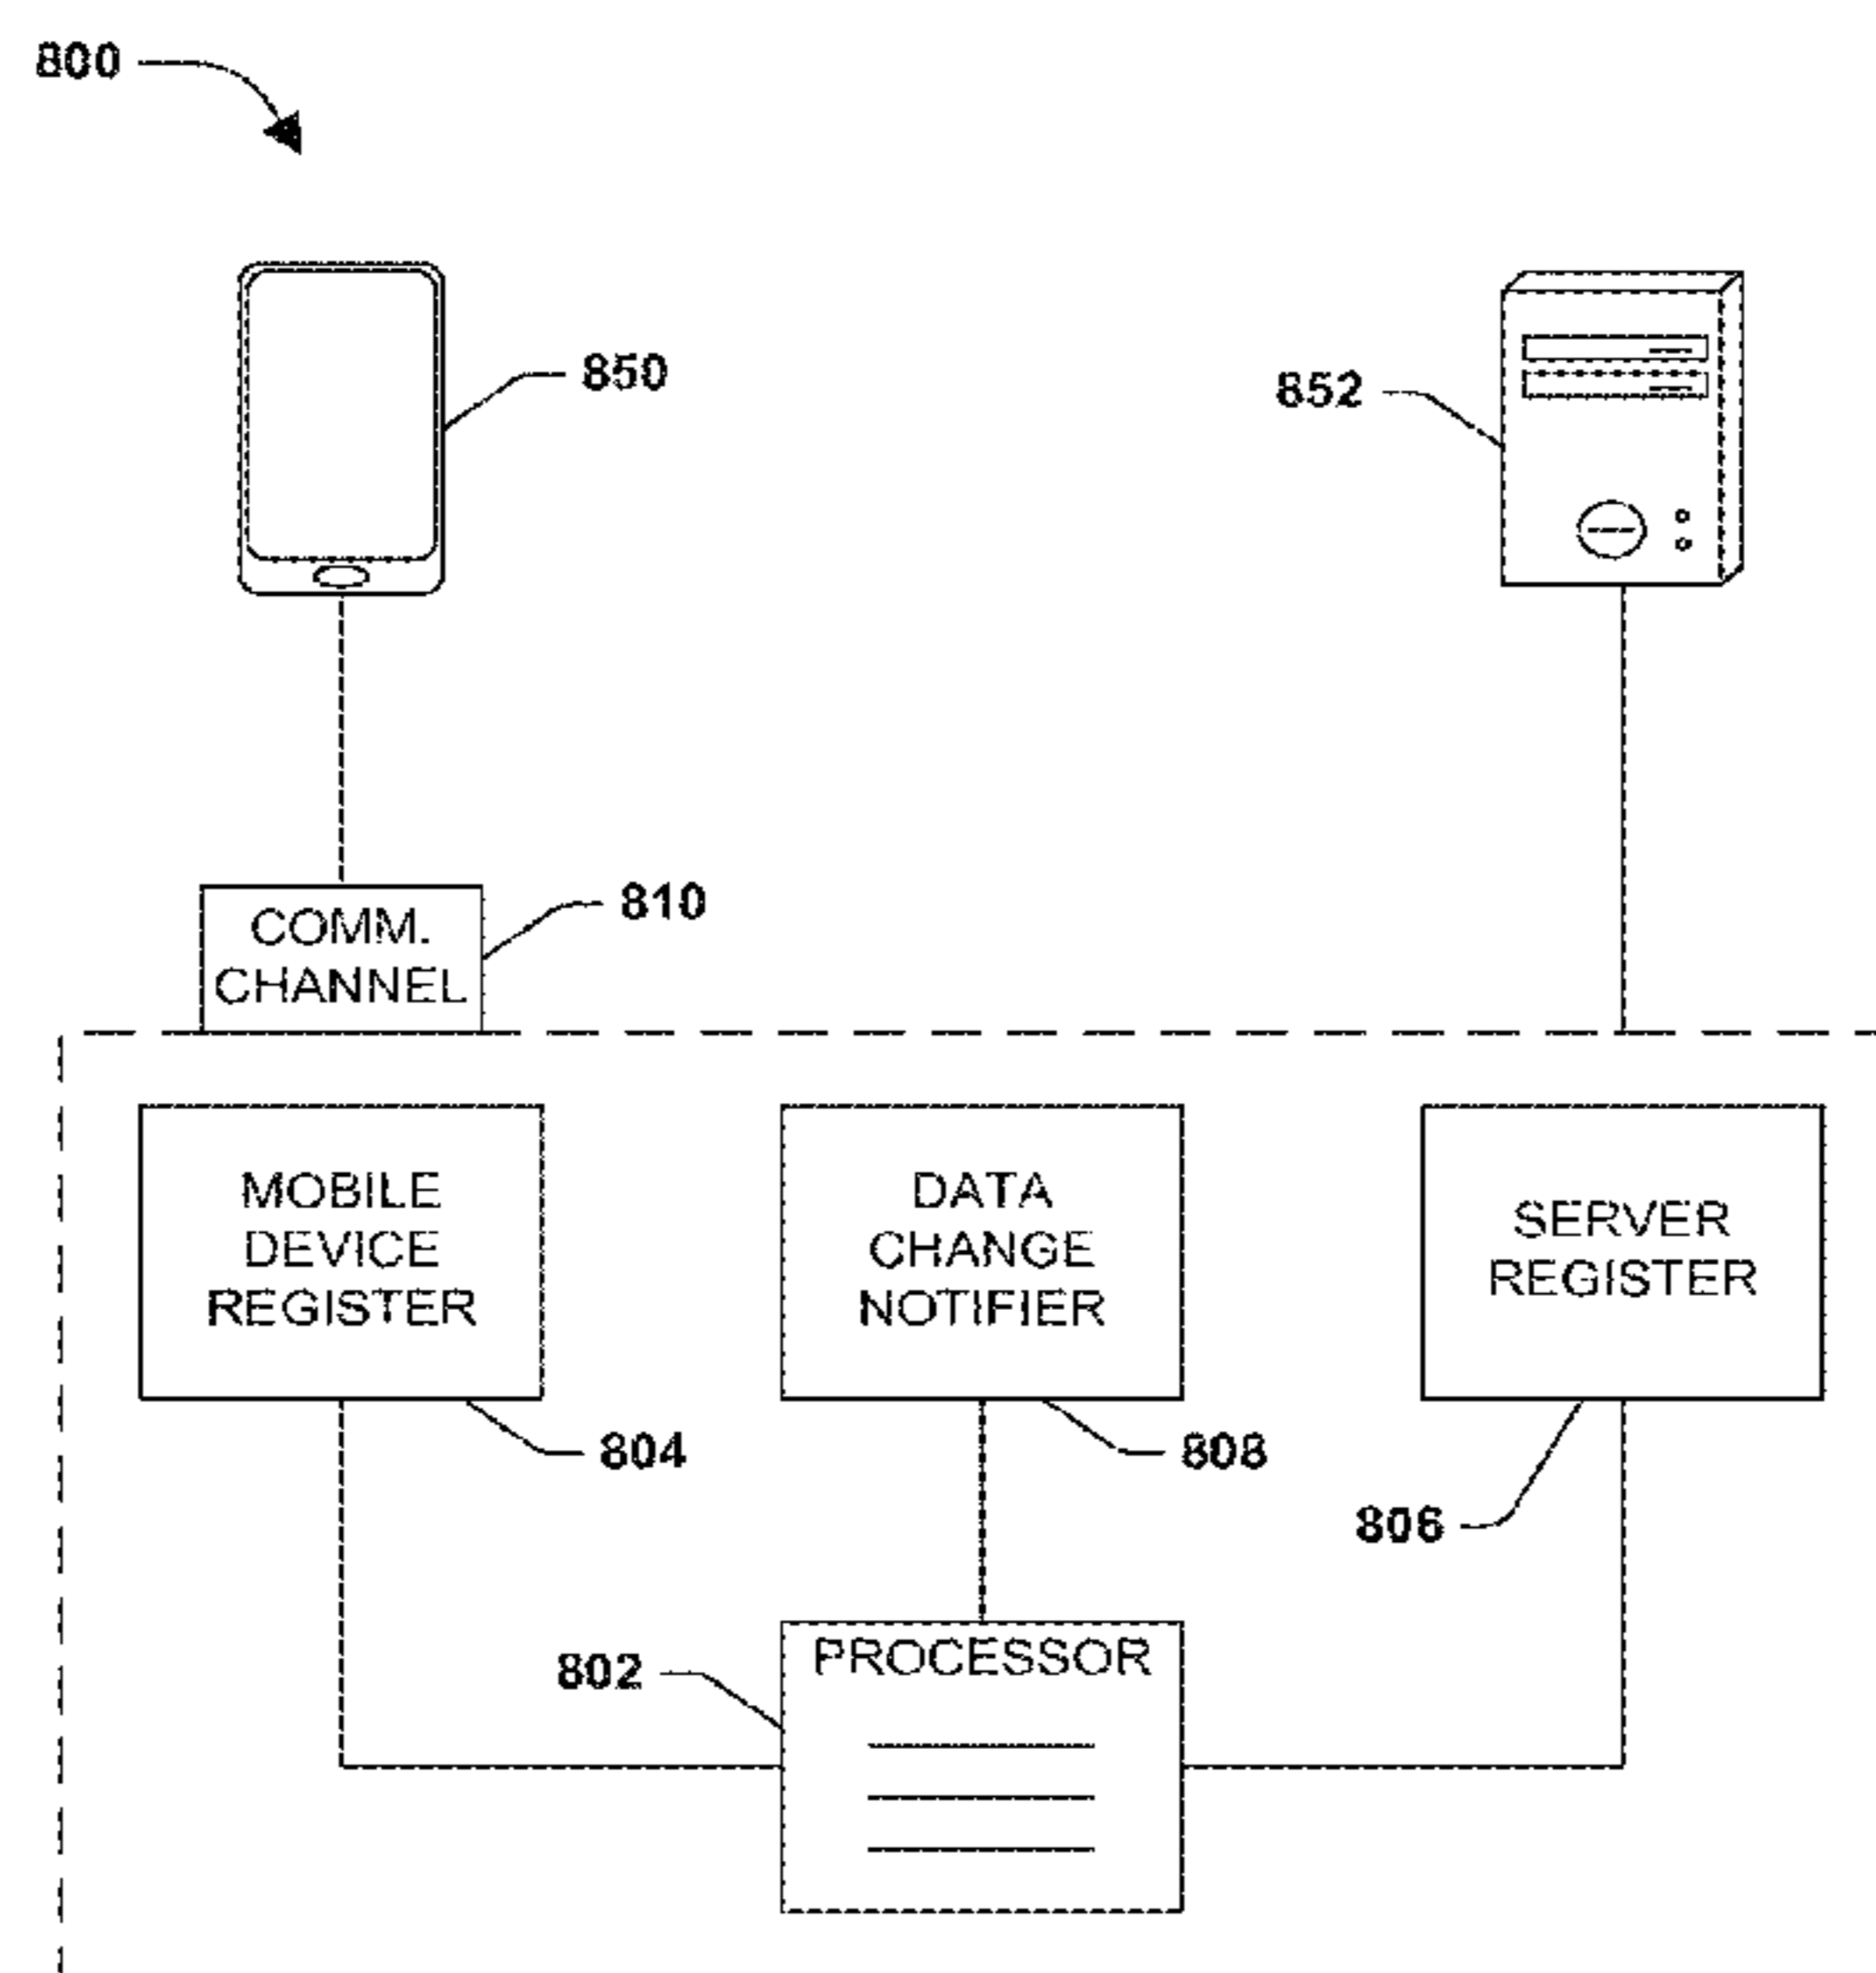 800
850
852
COMM.
CHANNEL
810
MOBILE
DEVICE
REGISTER
DATA
CHANGE
NOTIFIER
SERVER
REGISTER
804
808
806
802
PROCESSOR